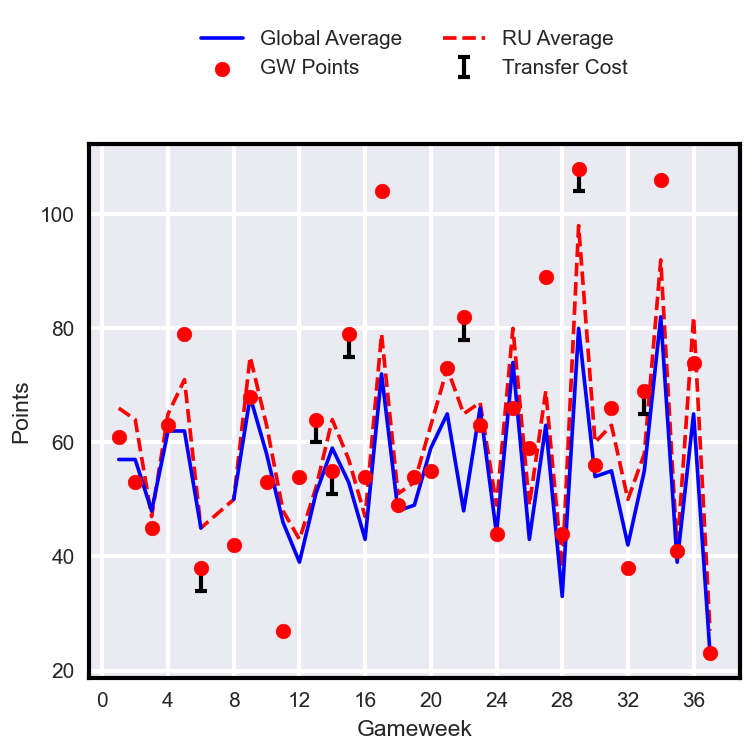 Global Average
RU Average
GW Points
Transfer Cost
100
80
60
40
20
Points
0 4 8 12 16 20 24 28 32 36
Gameweek